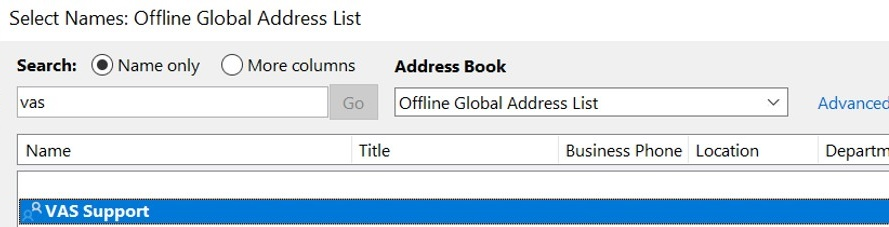 Select Names: Offline Global Address List
Search: Name only More columns Address Book
vas Go Offline Global Address List Advanced
Name Title Business Phone Location
VAS Support